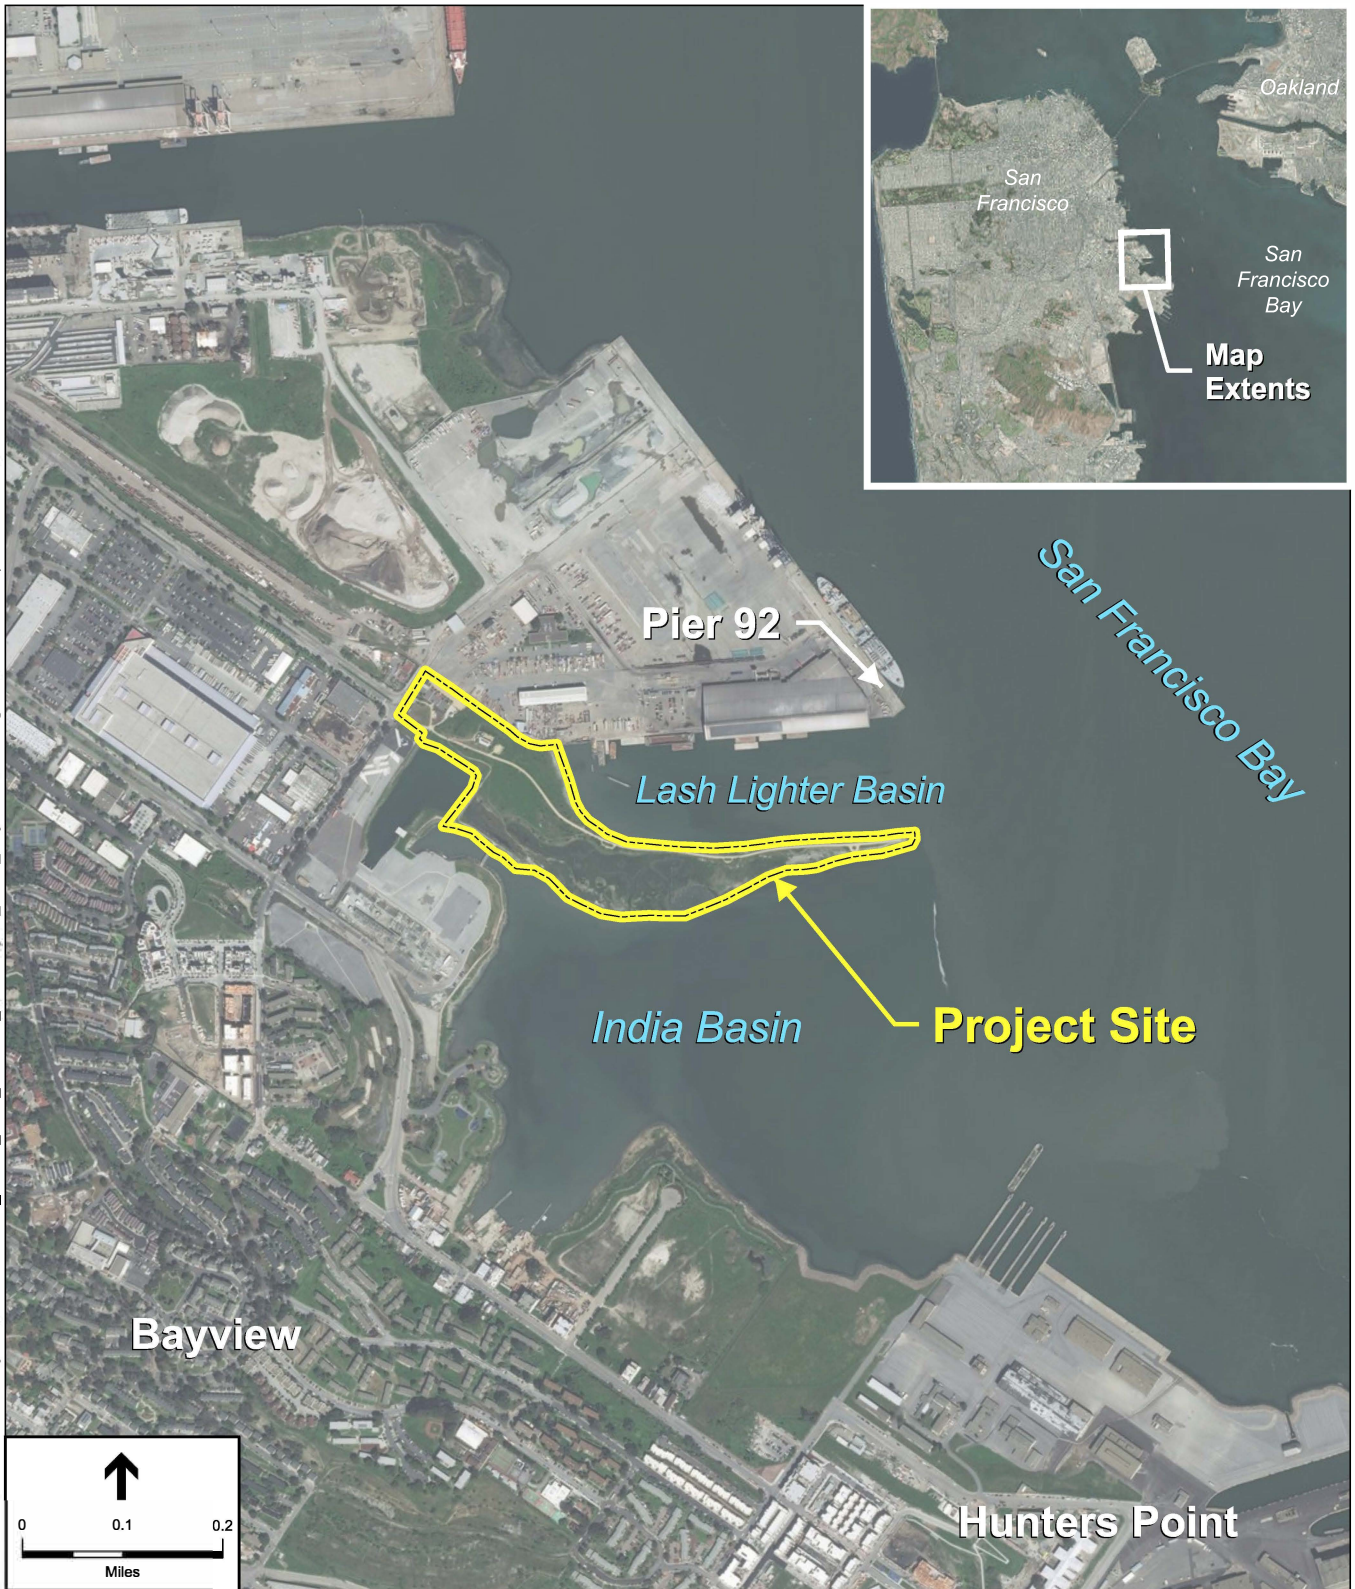 Oakland
San
Francisco
San
Francisco
Bay
Map
Extents
San Francisco Bay
Pier 92
Lash Lighter Basin
India Basin
Project Site
Bayview
Hunters Point
0 0.1 0.2
Miles